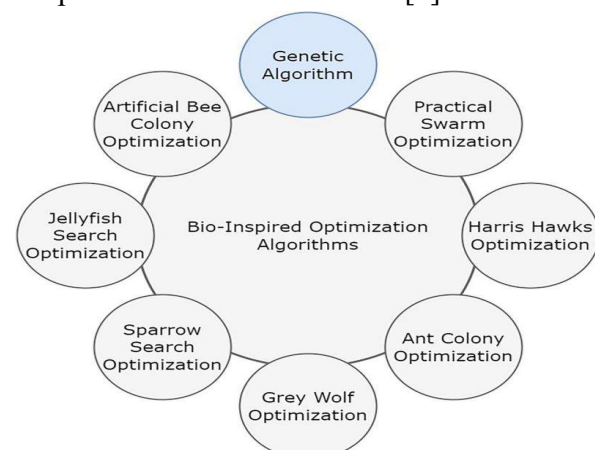 Genetic
Algorithm
Practical
Swarm
Optimization
Harris Hawks
Optimization
Ant Colony
Optimization
Grey Wolf
Optimization
Sparrow
Search
Optimization
Jellyfish
Search
Optimization
Artificial Bee
Colony
Optimization
Bio-Inspired Optimization
Algorithms